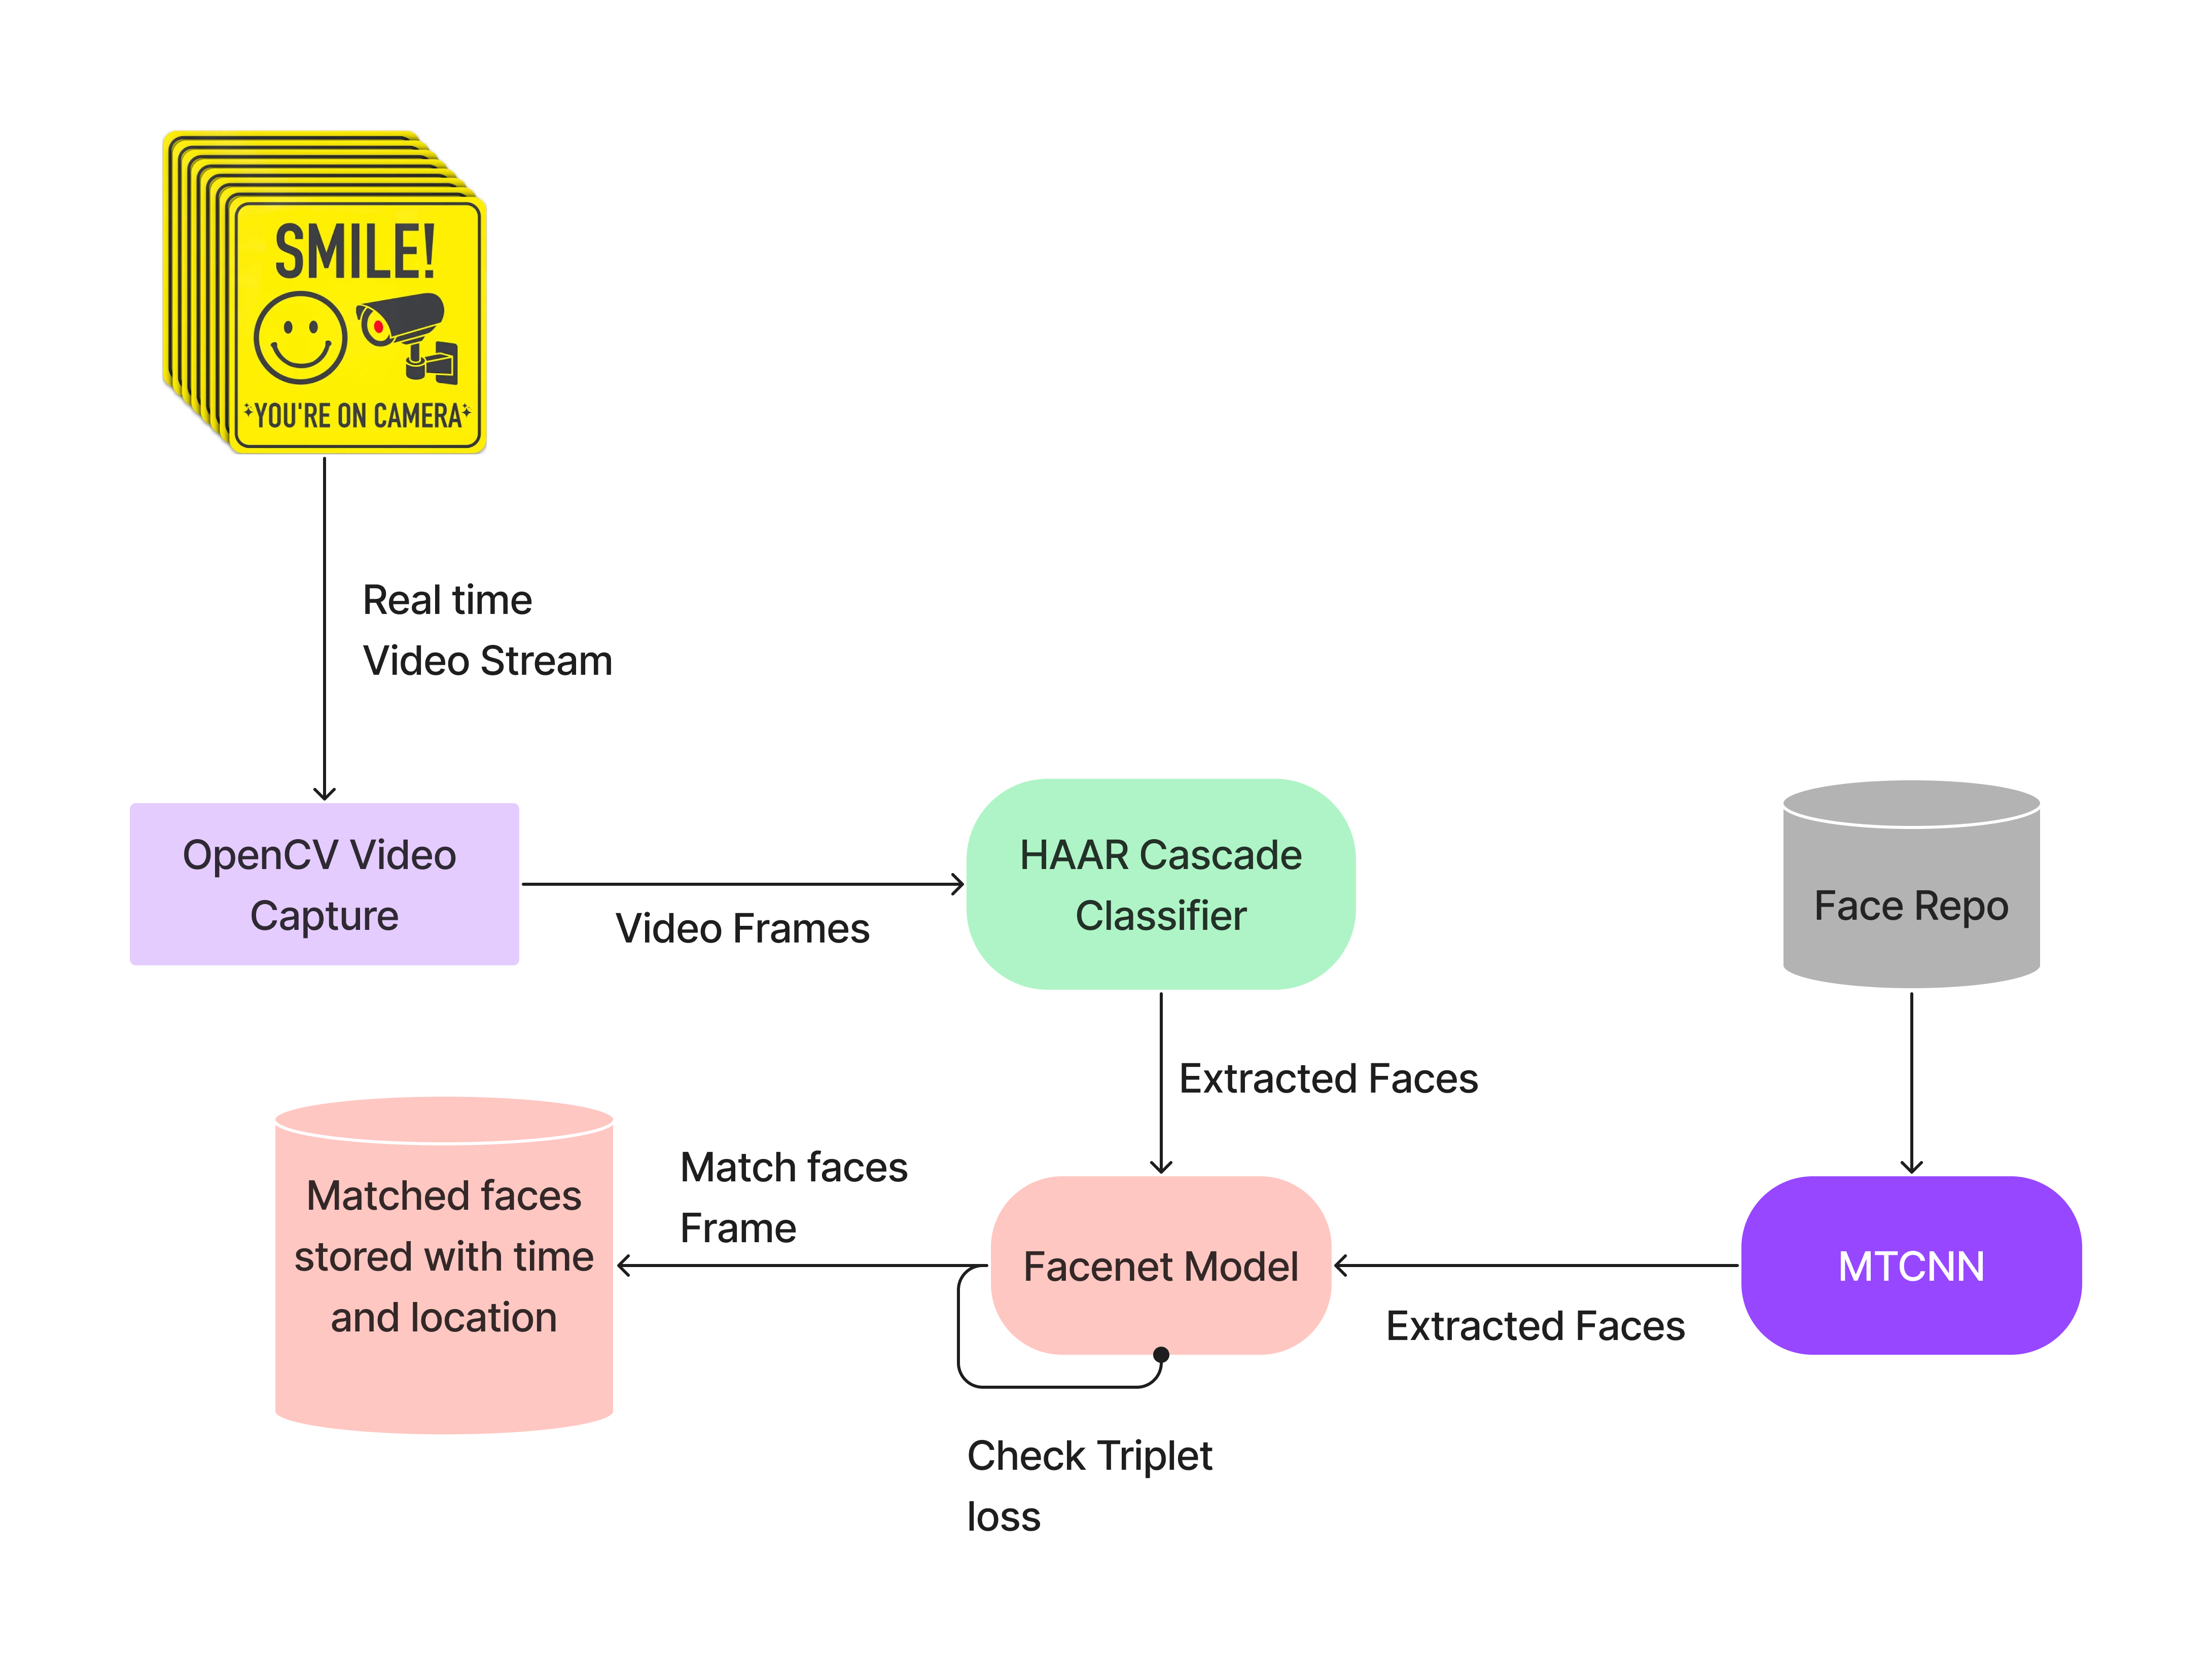 SMILE!
YOU'RE ON CAMERA
Real time
Video Stream
OpenCV Video
Capture
Video Frames
HAAR Cascade
Classifier
Face Repo
Extracted Faces
Matched faces
stored with time
and location
Match faces
Frame
Facenet Model
Extracted Faces
MTCNN
Check Triplet
loss